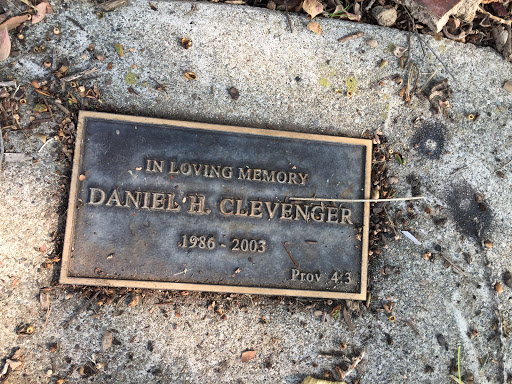 IN LOVING MEMORY
DANIEL H. CLEVENGER
1986 - 2003
Prov 4:3